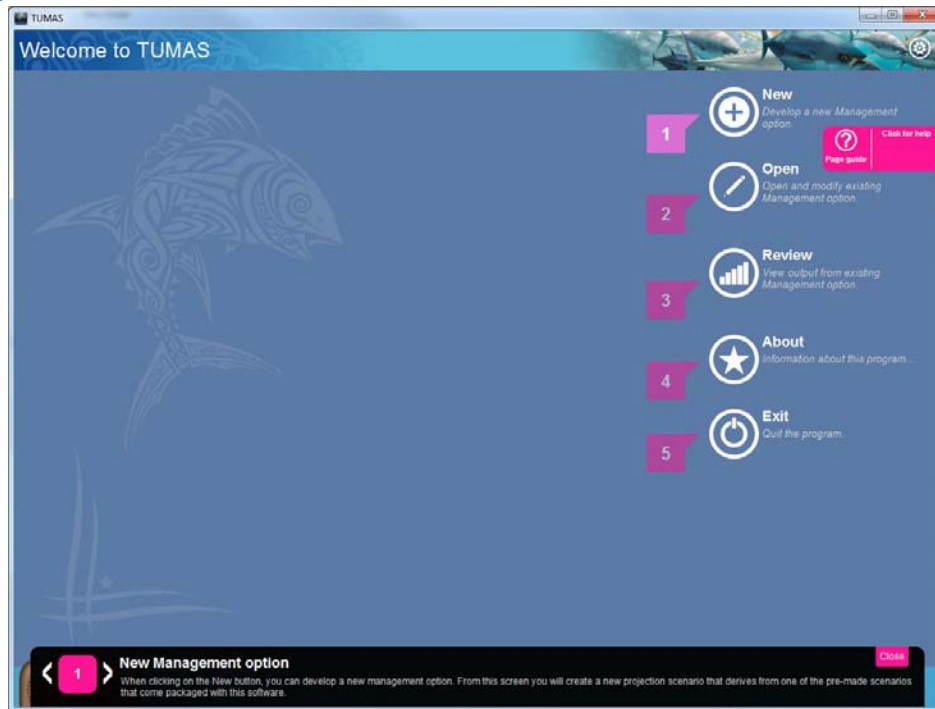 TUMAS
Welcome to TUMAS
1
New
Develop a new Management
option.
Click for help
Page guide
2
Open
Open and modify existing
Management option.
3
Review
View output from existing
Management option.
4
About
Information about this program...
5
Exit
Quit the program.
Close
1
New Management option
When clicking on the New button, you can develop a new management option. From this screen you will create a new projection scenario that derives from one of the pre-made scenarios
that come packaged with this software.